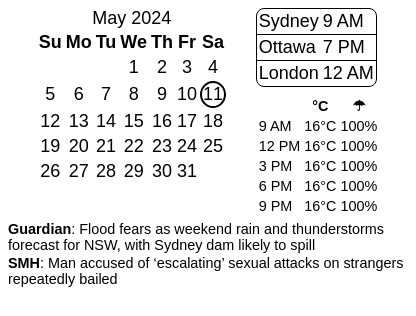 May 2024
Su Mo Tu We Th Fr Sa
1 2 3 4
5 6 7 8 9 10 11
12 13 14 15 16 17 18
19 20 21 22 23 24 25
26 27 28 29 30 31
Sydney 9 AM
Ottawa 7 PM
London 12 AM
°C ☂
9 AM 16°C 100%
12 PM 16°C 100%
3 PM 16°C 100%
6 PM 16°C 100%
9 PM 16°C 100%
Guardian: Flood fears as weekend rain and thunderstorms
forecast for NSW, with Sydney dam likely to spill
SMH: Man accused of ‘escalating’ sexual attacks on strangers
repeatedly bailed